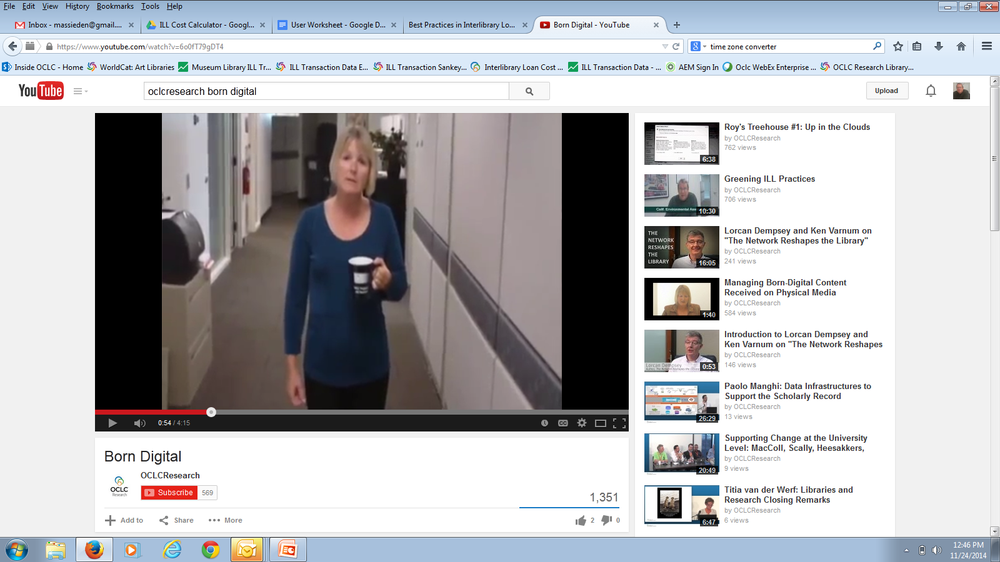 File Edit View History Bookmarks Tools Help
Inbox - massieden@gmail....
ILL Cost Calculator - Googl...
User Worksheet - Google D...
Best Practices in Interlibrary Lo...
Born Digital - YouTube
https://www.youtube.com/watch?v=6o0fT79gDT4
8 time zone converter
Inside OCLC - Home WorldCat: Art Libraries Museum Library ILL Tr... ILL Transaction Data E... ILL Transaction Sankey... Interlibrary Loan Cost ... ILL Transaction Data - ... AEM Sign In Oclc WebEx Enterprise ... OCLC Research Library...
YouTube
oclcresearch born digital
Upload
0:54 / 4:15
CC
Born Digital
OCLC
Research
OCLCResearch
Subscribe 569
1,351
Add to Share More
2 0
Roy's Treehouse #1: Up in the Clouds
by OCLCResearch
762 views
6:38
Greening ILL Practices
by OCLCResearch
706 views
Calif. Environmental Ass
10:30
Lorcan Dempsey and Ken Varnum on
"The Network Reshapes the Library"
by OCLCResearch
241 views
THE
NETWORK
RESHAPES
THE
LIBRARY
16:05
Managing Born-Digital Content
Received on Physical Media
by OCLCResearch
584 views
1:40
Introduction to Lorcan Dempsey and
Ken Varnum on "The Network Reshapes
by OCLCResearch
146 views
Lorcan Dempsey
Author, The Network Reshapes the Library
0:53
Paolo Manghi: Data Infrastructures to
Support the Scholarly Record
by OCLCResearch
13 views
26:29
Supporting Change at the University
Level: MacColl, Scally, Heesakkers,
by OCLCResearch
9 views
20:49
Titia van der Werf: Libraries and
Research Closing Remarks
by OCLCResearch
6 views
6:47
12:46 PM
11/24/2014